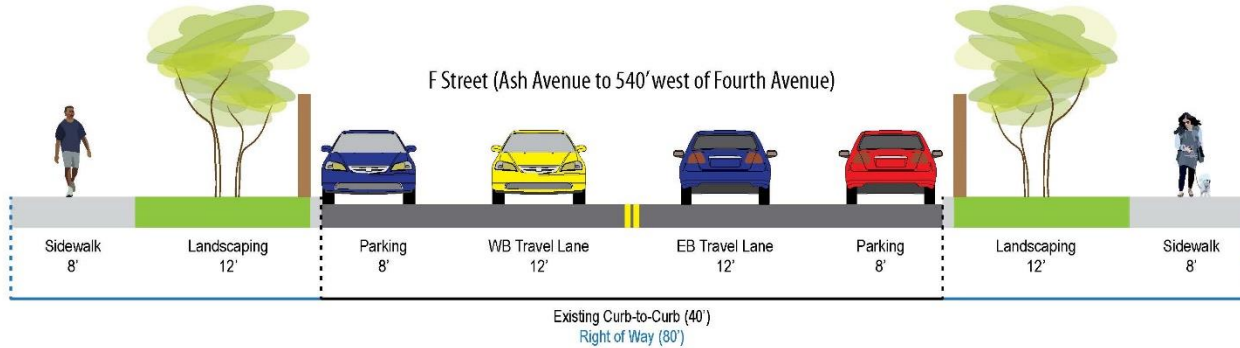 F Street (Ash Avenue to 540' west of Fourth Avenue)
Sidewalk
8'
Landscaping
12'
Parking
8'
WB Travel Lane
12'
EB Travel Lane
12'
Parking
8'
Landscaping
12'
Sidewalk
8'
Existing Curb-to-Curb (40')
Right of Way (80')